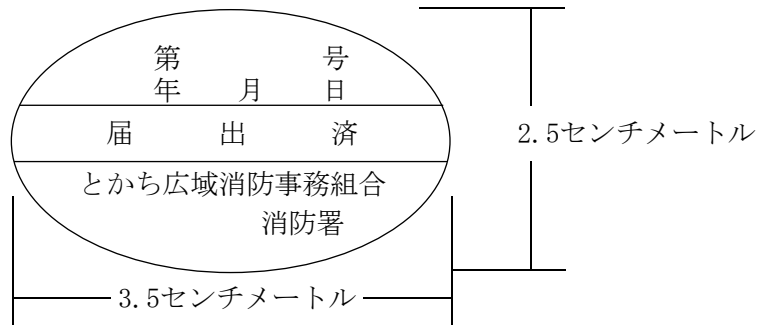 第　　　　　号
年　　月　　日
届　　出　　済
とかち広域消防事務組合
消防署
2.5センチメートル
3.5センチメートル